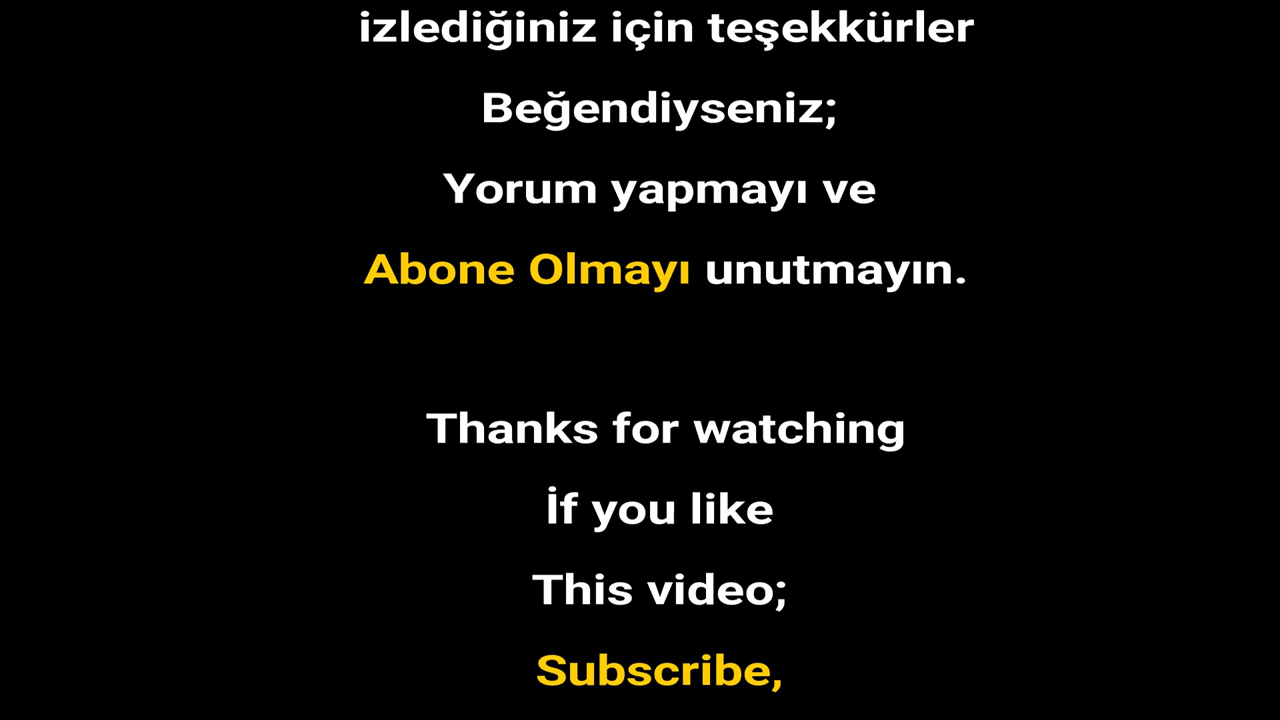 izlediğiniz için teşekkürler
Beğendiyseniz;
Yorum yapmayı ve
Abone Olmayı unutmayın.
Thanks for watching
İf you like
This video;
Subscribe,